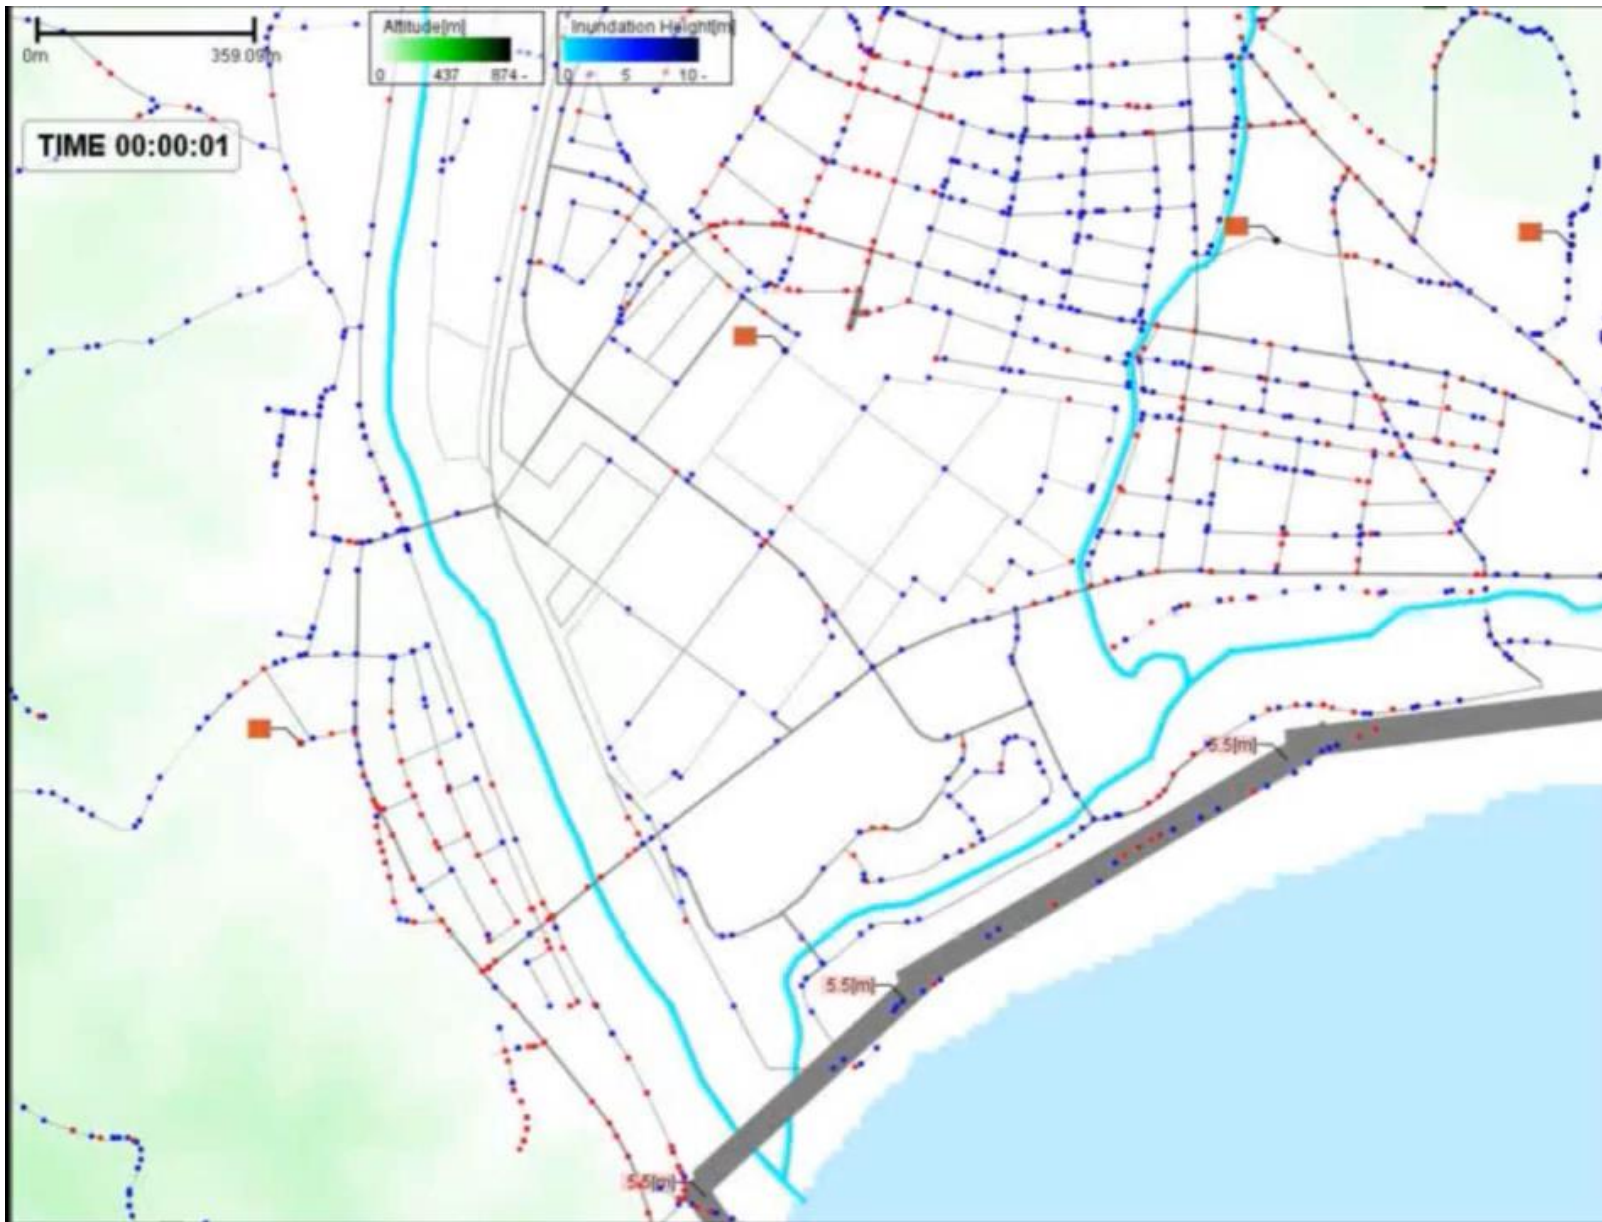 Altitude[m]
Inundation Height[m]
0m
359.09m
0
437
874 -
0
5
10 -
TIME 00:00:01
5.5[m]
5.5[m]
5.5[m]